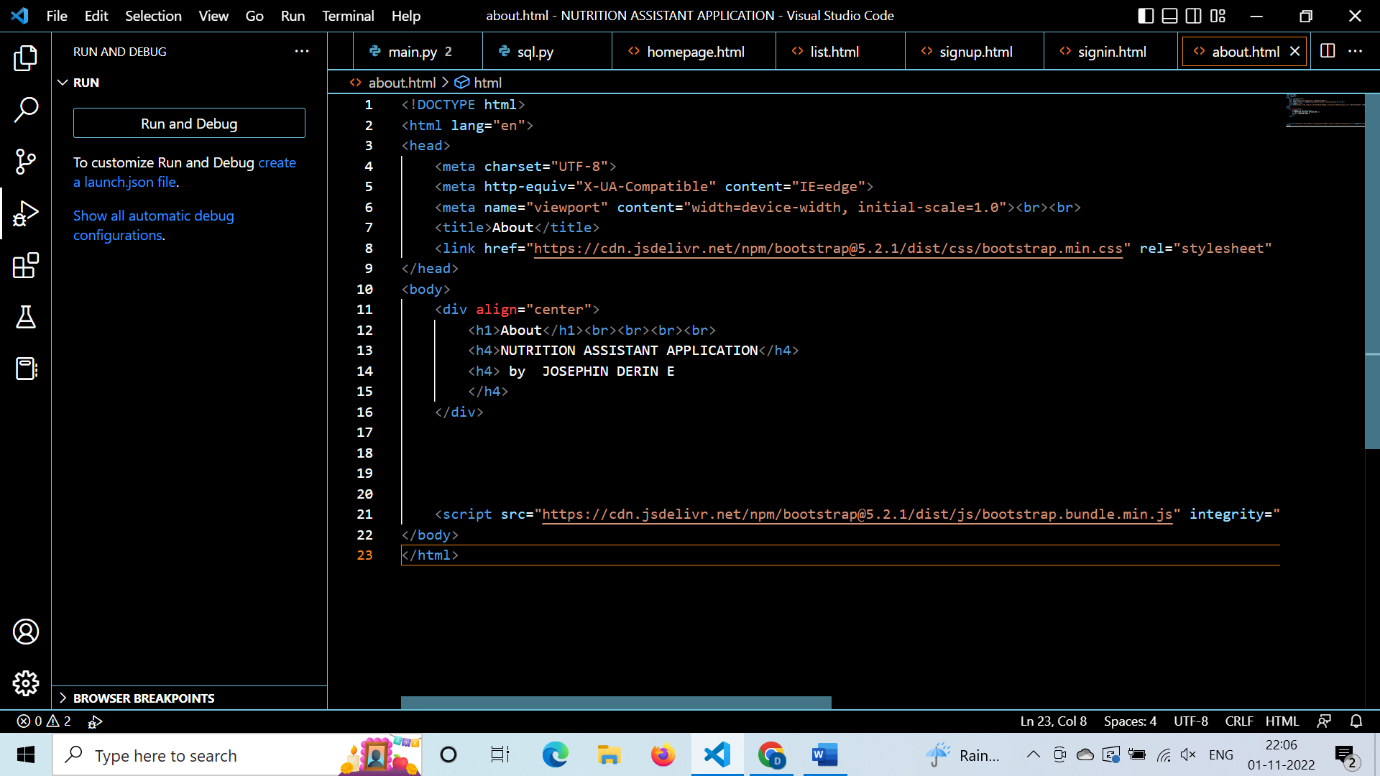 File Edit Selection View Go Run Terminal Help about.html - NUTRITION ASSISTANT APPLICATION - Visual Studio Code
RUN AND DEBUG ...
main.py 2 sql.py homepage.html list.html signup.html signin.html about.html
RUN
about.html > html
Run and Debug
To customize Run and Debug create
a launch.json file.
Show all automatic debug
configurations.
1 <!DOCTYPE html>
2 <html lang="en">
3 <head>
4 <meta charset="UTF-8">
5 <meta http-equiv="X-UA-Compatible" content="IE=edge">
6 <meta name="viewport" content="width=device-width, initial-scale=1.0"><br><br>
7 <title>About</title>
8 <link href="https://cdn.jsdelivr.net/npm/bootstrap@5.2.1/dist/css/bootstrap.min.css" rel="stylesheet"
9 </head>
10 <body>
11 <div align="center">
12 <h1>About</h1><br><br><br><br>
13 <h4>NUTRITION ASSISTANT APPLICATION</h4>
14 <h4> by  JOSEPHIN DERIN E
15 </h4>
16 </div>
17
18
19
20
21 <script src="https://cdn.jsdelivr.net/npm/bootstrap@5.2.1/dist/js/bootstrap.bundle.min.js" integrity="
22 </body>
23 </html>
BROWSER BREAKPOINTS
0 2 Ln 23, Col 8 Spaces: 4 UTF-8 CRLF HTML
Type here to search Rain... ENG 22:06
01-11-2022 2